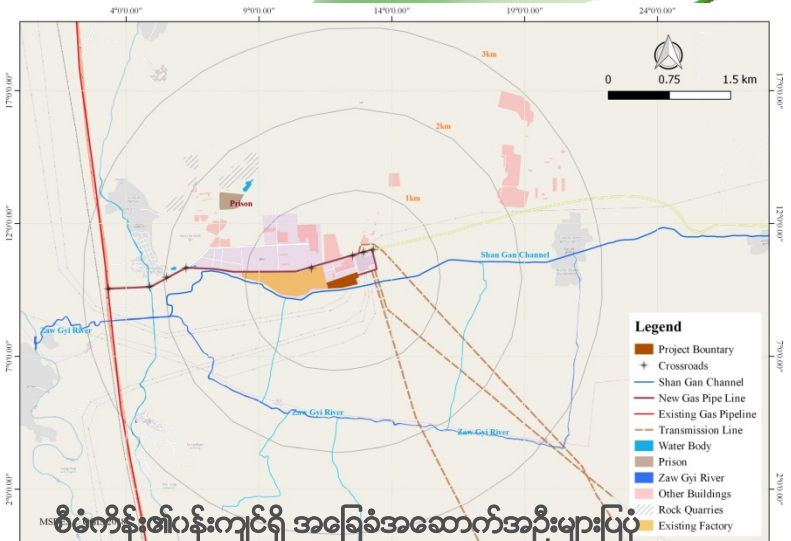 4°0'0.00"
9°0'0.00"
14°0'0.00"
19°0'0.00"
24°0'0.00"
3km
0 0.75 1.5 km
17°0'0.00"
17°0'0.00"
2km
Prison
1km
12°0'0.00"
12°0'0.00"
Shan Gan Channel
Zaw Gyi River
Legend
Project Boundary
Crossroads
Shan Gan Channel
New Gas Pipe Line
Existing Gas Pipeline
Transmission Line
Water Body
Prison
Zaw Gyi River
Other Buildings
Rock Quarries
Existing Factory
7°0'0.00"
7°0'0.00"
Zaw Gyi River
Zaw Gyi River
2°0'0.00"
2°0'0.00"
စီမံကိန်း၏ဝန်းကျင်ရှိ အခြေခံအဆောက်အဦးများပြပုံ